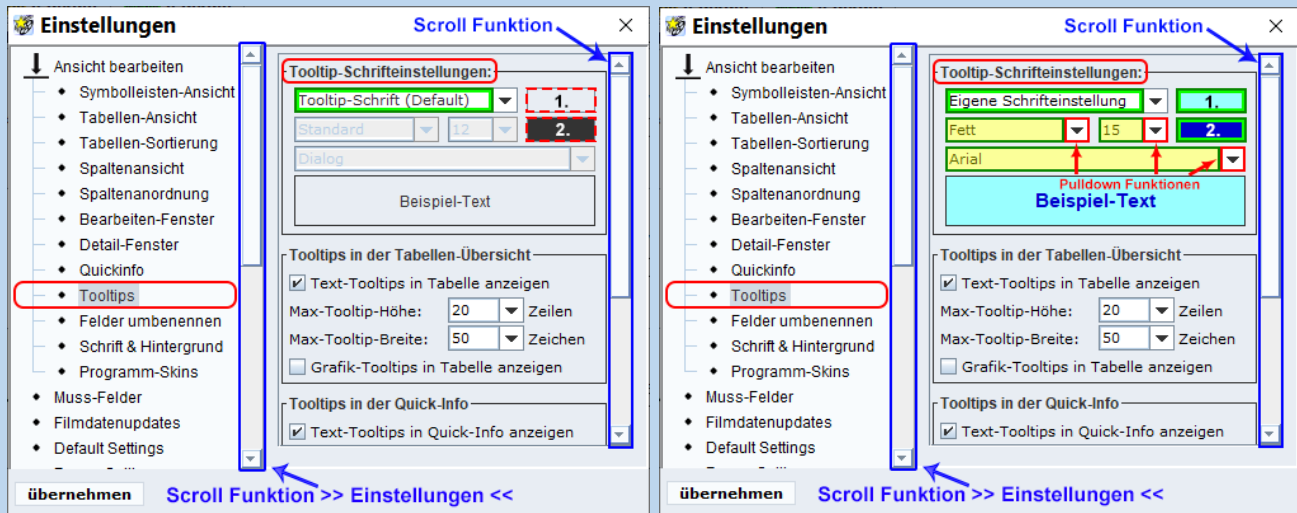 Einstellungen
Scroll Funktion
Ansicht bearbeiten
Symbolleisten-Ansicht
Tabellen-Ansicht
Tabellen-Sortierung
Spaltenansicht
Spaltenanordnung
Bearbeiten-Fenster
Detail-Fenster
Quickinfo
Tooltips
Felder umbenennen
Schrift & Hintergrund
Programm-Skins
Muss-Felder
Filmdatenupdates
Default Settings
Tooltip-Schrifteinstellungen:
Tooltip-Schrift (Default) 1.
Standard 12 2.
Dialog
Beispiel-Text
Tooltips in der Tabellen-Übersicht
Text-Tooltips in Tabelle anzeigen
Max-Tooltip-Höhe: 20 Zeilen
Max-Tooltip-Breite: 50 Zeichen
Grafik-Tooltips in Tabelle anzeigen
Tooltips in der Quick-Info
Text-Tooltips in Quick-Info anzeigen
übernehmen
Scroll Funktion >> Einstellungen <<
Einstellungen
Scroll Funktion
Ansicht bearbeiten
Symbolleisten-Ansicht
Tabellen-Ansicht
Tabellen-Sortierung
Spaltenansicht
Spaltenanordnung
Bearbeiten-Fenster
Detail-Fenster
Quickinfo
Tooltips
Felder umbenennen
Schrift & Hintergrund
Programm-Skins
Muss-Felder
Filmdatenupdates
Default Settings
Tooltip-Schrifteinstellungen:
Eigene Schrifteinstellung 1.
Fett 15 2.
Arial
Pulldown Funktionen
Beispiel-Text
Tooltips in der Tabellen-Übersicht
Text-Tooltips in Tabelle anzeigen
Max-Tooltip-Höhe: 20 Zeilen
Max-Tooltip-Breite: 50 Zeichen
Grafik-Tooltips in Tabelle anzeigen
Tooltips in der Quick-Info
Text-Tooltips in Quick-Info anzeigen
übernehmen
Scroll Funktion >> Einstellungen <<